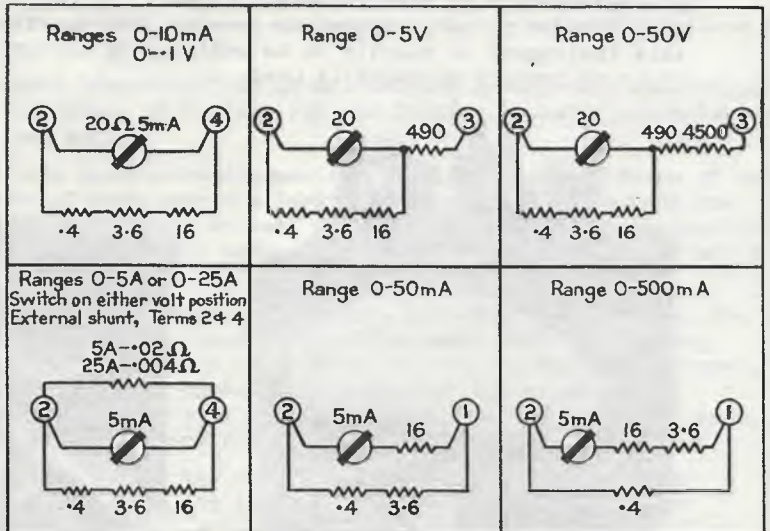 Ranges 0-10mA
0-·1V
20Ω 5mA
2 4
·4 3·6 16
Range 0-5V
20
490
2 3
·4 3·6 16
Range 0-50V
20
490 4500
2 3
·4 3·6 16
Ranges 0-5A or 0-25A
Switch on either volt position
External shunt, Terms 2&4
5A-·02Ω
25A-·004Ω
5mA
2 4
·4 3·6 16
Range 0-50mA
5mA
16
2 1
·4 3·6
Range 0-500mA
5mA
16 3·6
2 1
·4